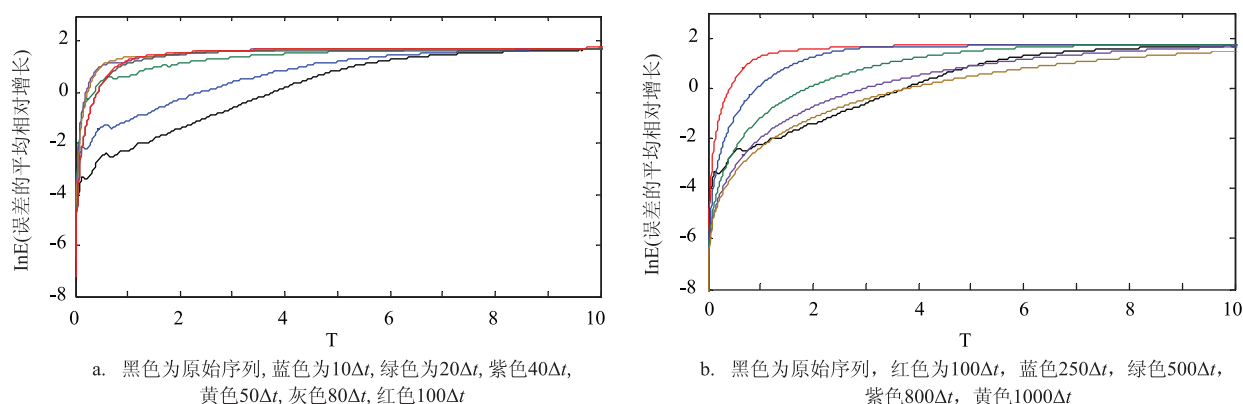 2
0
-2
-4
-6
-8
0 2 4 6 8 10
T
InE(误差的平均相对增长)
a. 黑色为原始序列, 蓝色为10Δt, 绿色为20Δt, 紫色40Δt,
黄色50Δt, 灰色80Δt, 红色100Δt
2
0
-2
-4
-6
-8
0 2 4 6 8 10
T
InE(误差的平均相对增长)
b. 黑色为原始序列，红色为100Δt，蓝色250Δt，绿色500Δt，
紫色800Δt，黄色1000Δt